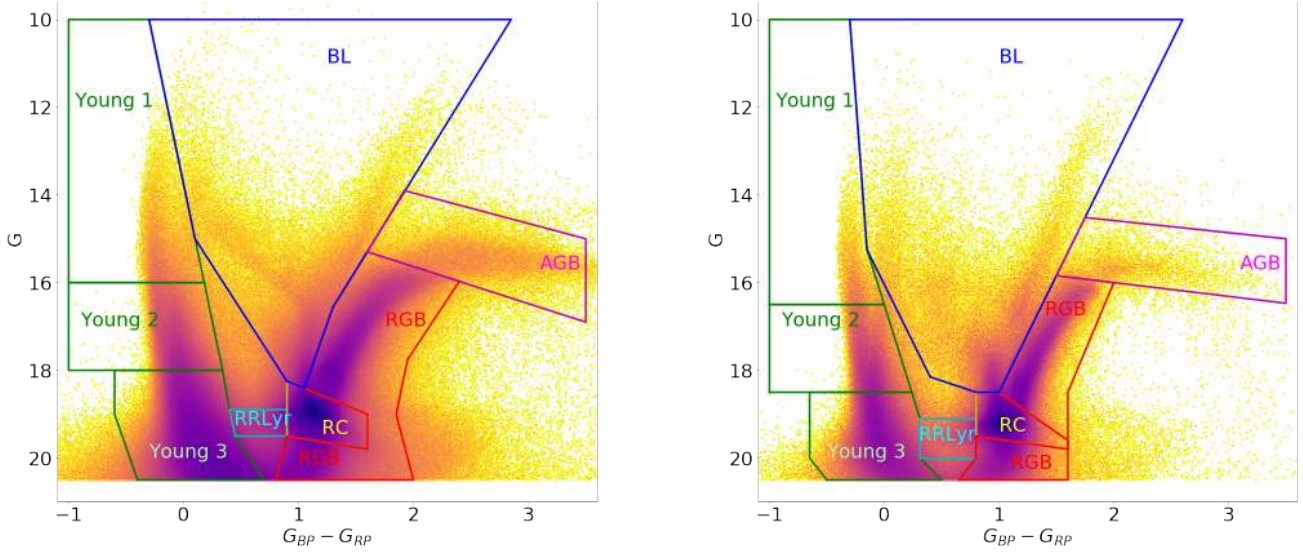 10
12
14
16
18
20
G
−1
0
1
2
3
G_BP − G_RP
BL
Young 1
Young 2
Young 3
AGB
RGB
RRLyr
RC
RGB
10
12
14
16
18
20
G
−1
0
1
2
3
G_BP − G_RP
BL
Young 1
Young 2
Young 3
AGB
RGB
RRLyr
RC
RGB